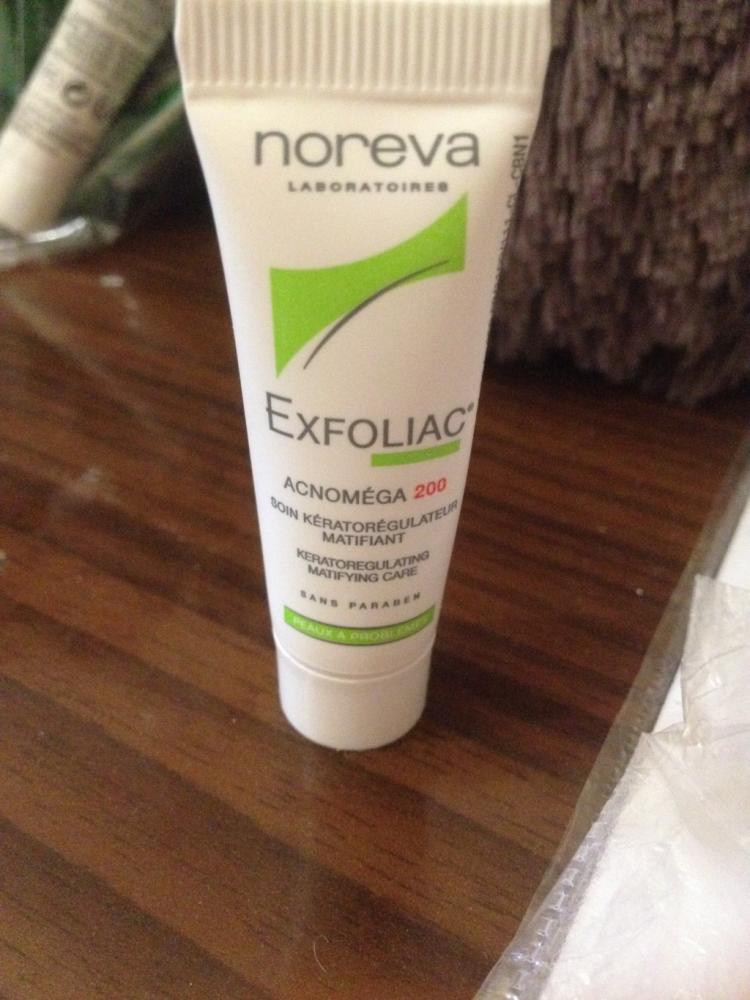 noreva
LABORATOIRES
EXFOLIAC®
ACNOMÉGA 200
SOIN KÉRATORÉGULATEUR
MATIFIANT
KERATOREGULATING
MATIFYING CARE
SANS PARABEN
PEAUX À PROBLÈMES